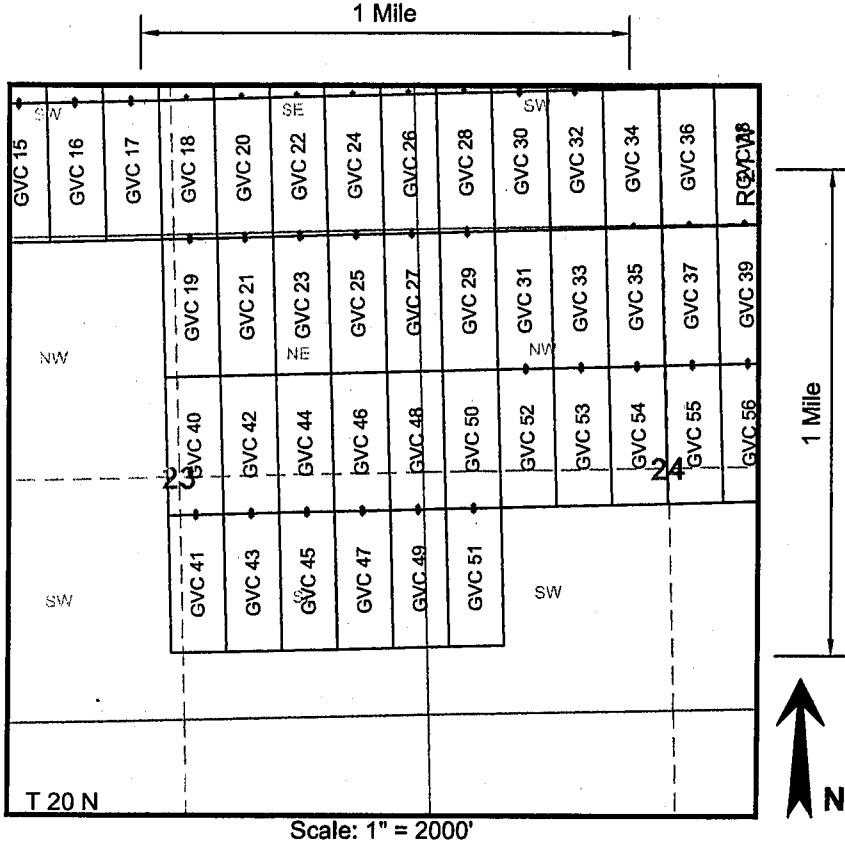 1 Mile
SW
SE
SW
GVC 15
GVC 16
GVC 17
GVC 18
GVC 20
GVC 22
GVC 24
GVC 26
GVC 28
GVC 30
GVC 32
GVC 34
GVC 36
GVC 19
GVC 21
GVC 23
GVC 25
GVC 27
GVC 29
GVC 31
GVC 33
GVC 35
GVC 37
GVC 39
NW
NE
NW
1 Mile
GVC 40
GVC 42
GVC 44
GVC 46
GVC 48
GVC 50
GVC 52
GVC 53
GVC 54
GVC 55
GVC 56
23
24
GVC 41
GVC 43
GVC 45
GVC 47
GVC 49
GVC 51
SW
SW
T 20 N
N
Scale: 1" = 2000'